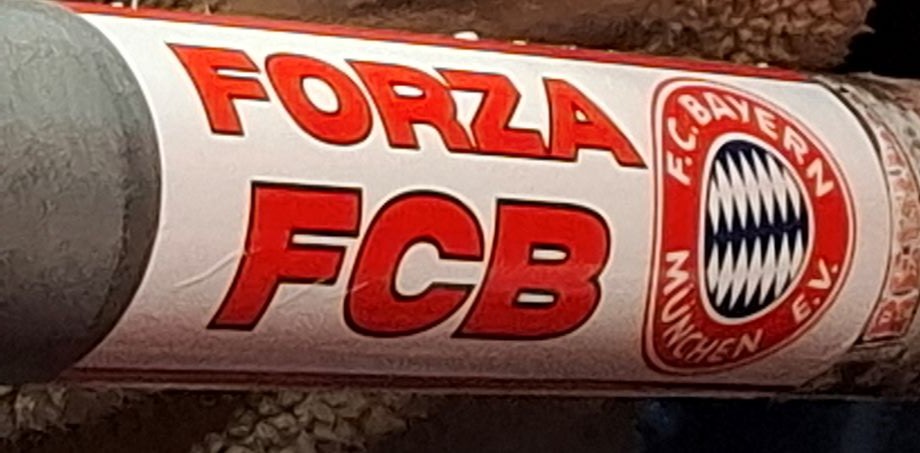 FORZA
FCB
F.C. BAYERN
MÜNCHEN E.V.